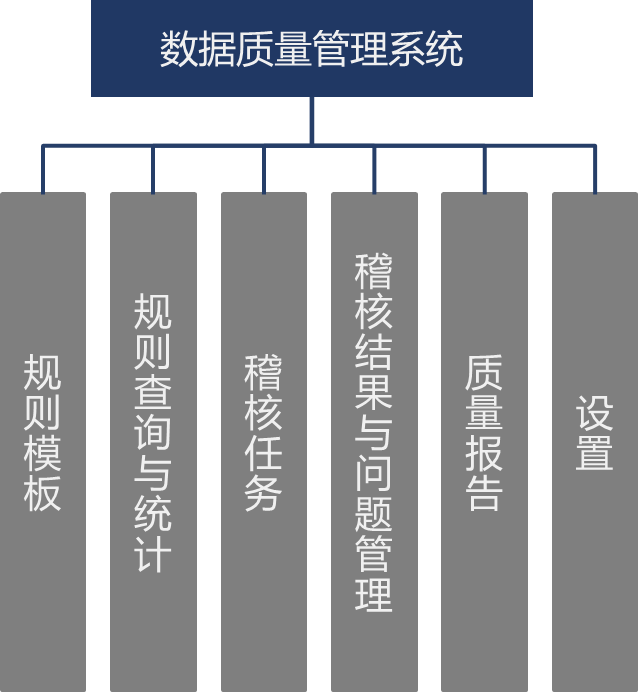 数据质量管理系统
规则模板
规则查询与统计
稽核任务
稽核结果与问题管理
质量报告
设置